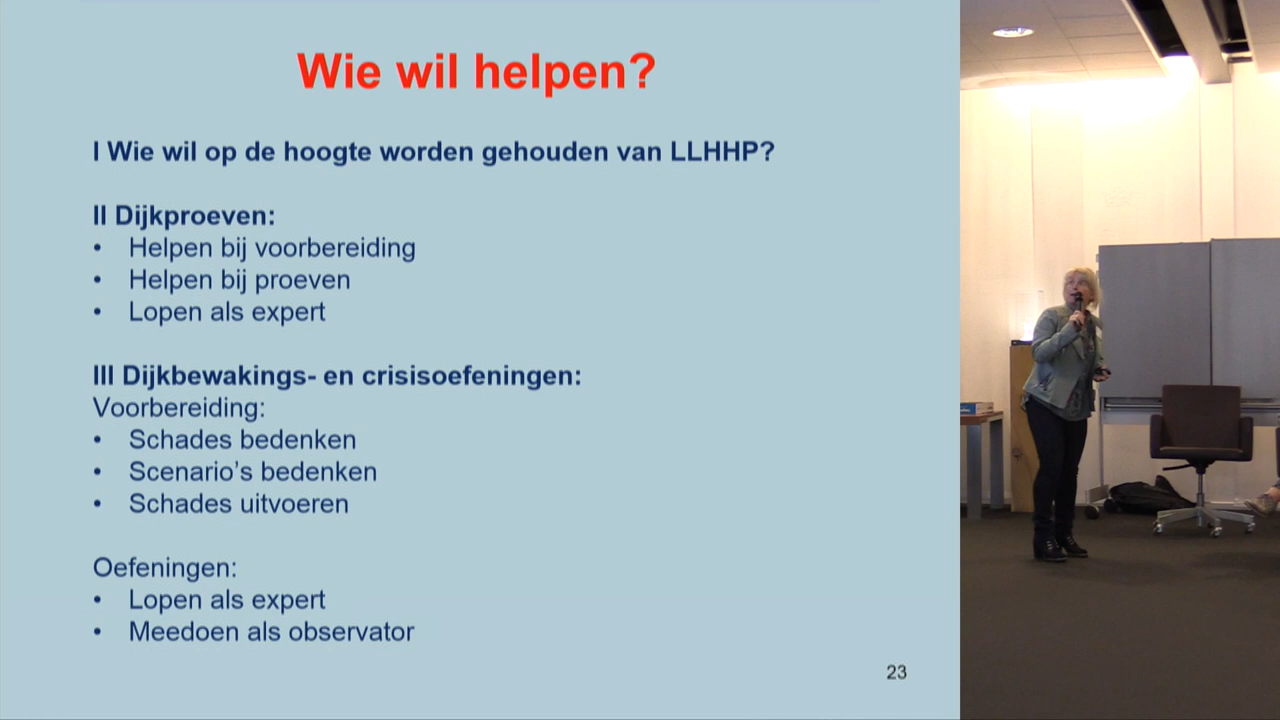 Wie wil helpen?
I Wie wil op de hoogte worden gehouden van LLHHP?
II Dijkproeven:
• Helpen bij voorbereiding
• Helpen bij proeven
• Lopen als expert
III Dijkbewakings- en crisisoefeningen:
Voorbereiding:
• Schades bedenken
• Scenario's bedenken
• Schades uitvoeren
Oefeningen:
• Lopen als expert
• Meedoen als observator
23